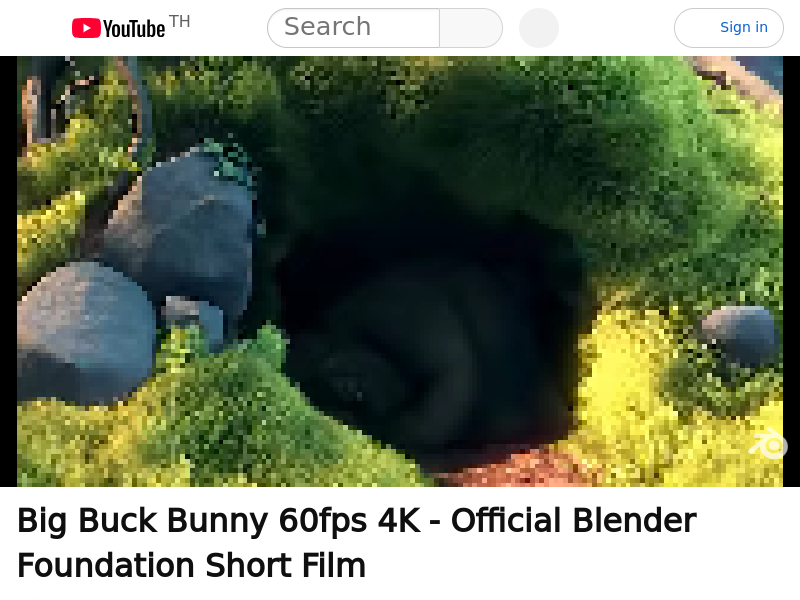 YouTube TH
Search
Sign in
Big Buck Bunny 60fps 4K - Official Blender
Foundation Short Film